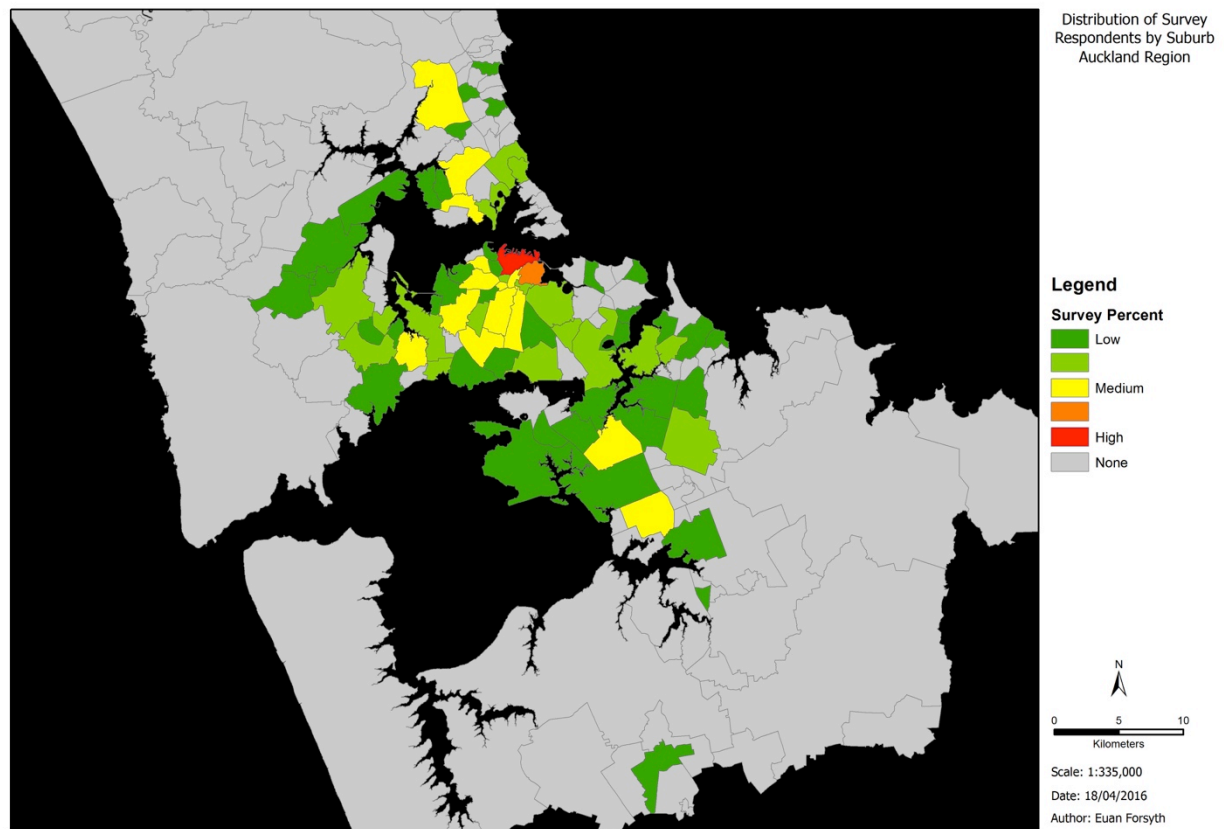 Distribution of Survey
Respondents by Suburb
Auckland Region
Legend
Survey Percent
Low
Medium
High
None
N
0 5 10
Kilometers
Scale: 1:335,000
Date: 18/04/2016
Author: Euan Forsyth